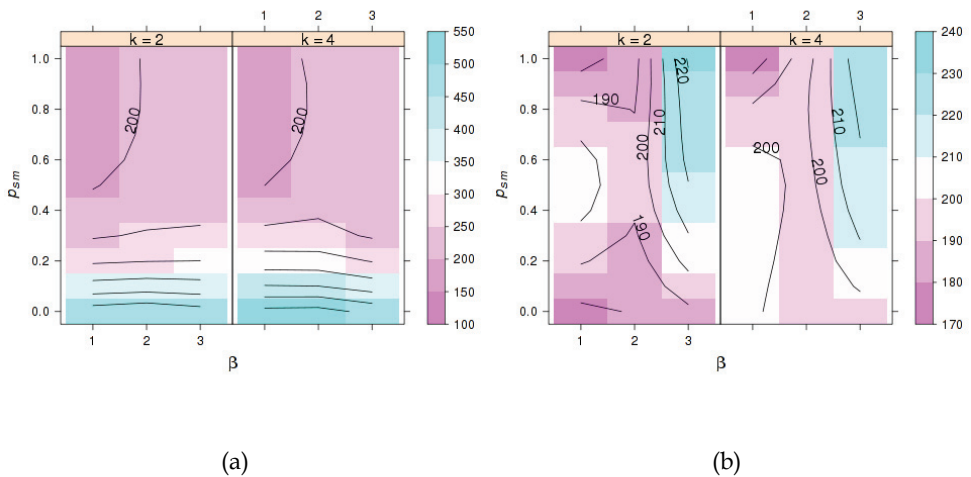 1 2 3
k = 2 k = 4
1.0
0.8
0.6
0.4
0.2
0.0
p_sm
200 200
1 2 3
β
550
500
450
400
350
300
250
200
150
100
(a)
1 2 3
k = 2 k = 4
1.0
0.8
0.6
0.4
0.2
0.0
p_sm
190 200 210 220 190
200 200 210
1 2 3
β
240
230
220
210
200
190
180
170
(b)